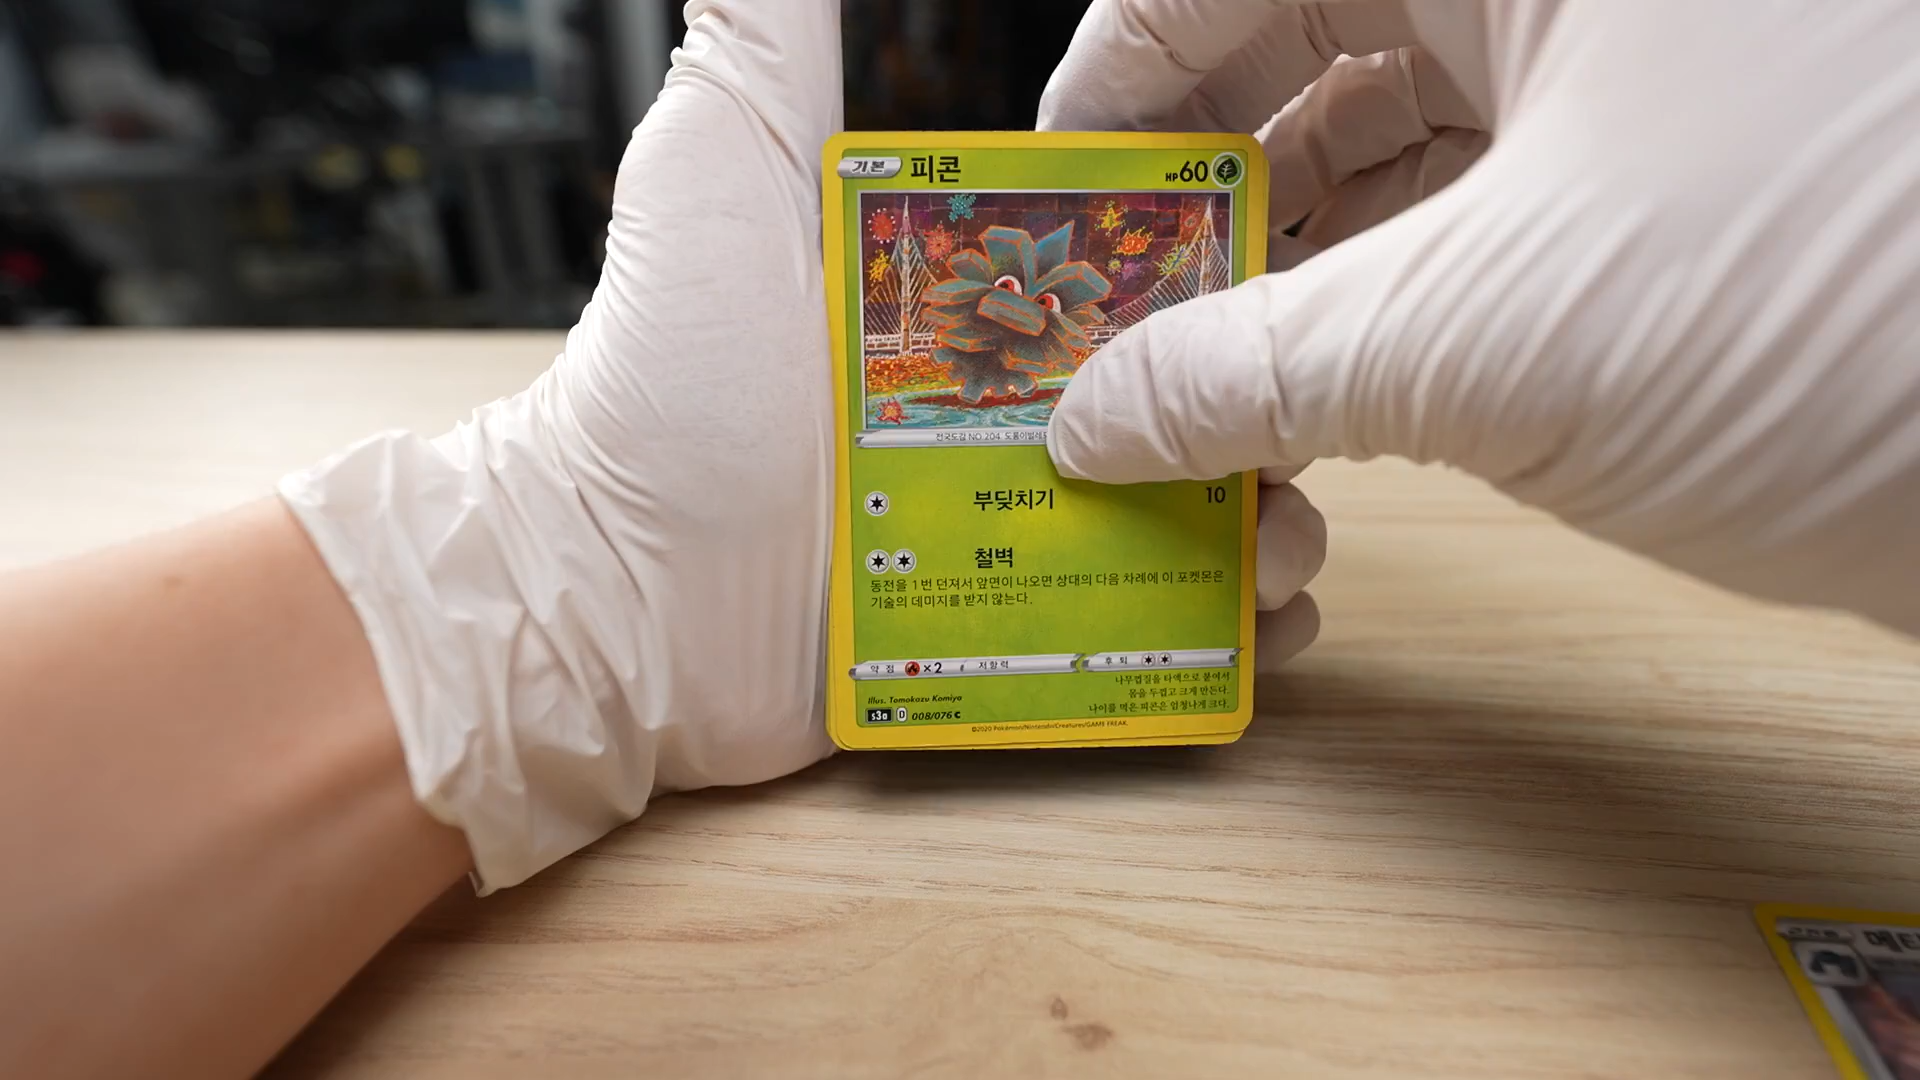 기본 피콘 HP60
전국도감 NO.204. 도롱이벌레포
부딪치기 10
철벽
동전을 1번 던져서 앞면이 나오면 상대의 다음 차례에 이 포켓몬은
기술의 데미지를 받지 않는다.
약점 ×2 저항력 후퇴
나무껍질을 타액으로 붙여서
몸을 두껍고 크게 만든다.
나이를 먹은 피콘은 엄청나게 크다.
Illus. Tomokazu Komiya
s3a D 008/076 C
©2020 Pokémon/Nintendo/Creatures/GAME FREAK.
메타